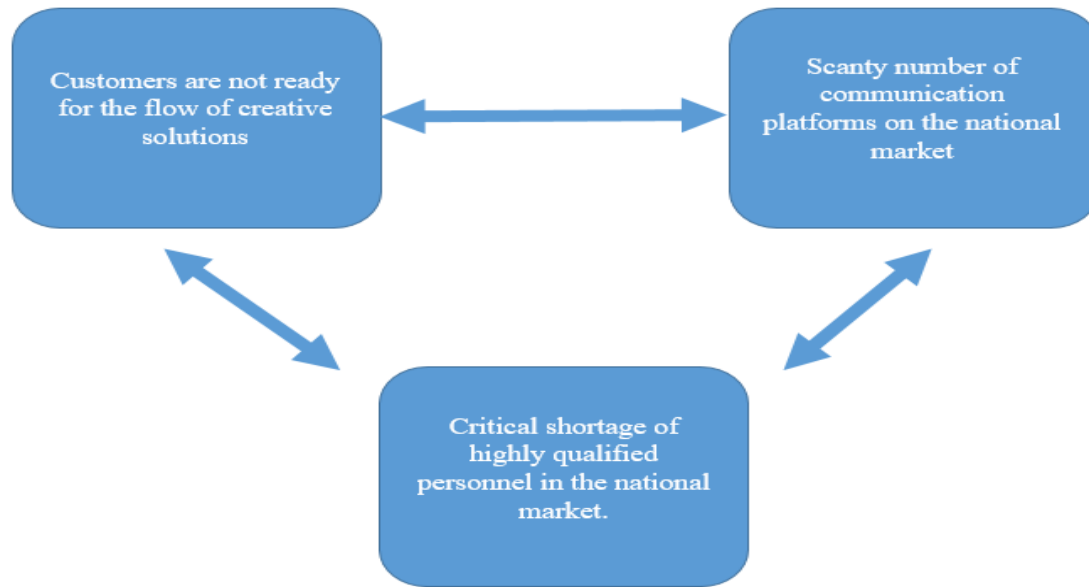 Customers are not ready
for the flow of creative
solutions
Scanty number of
communication
platforms on the national
market
Critical shortage of
highly qualified
personnel in the national
market.